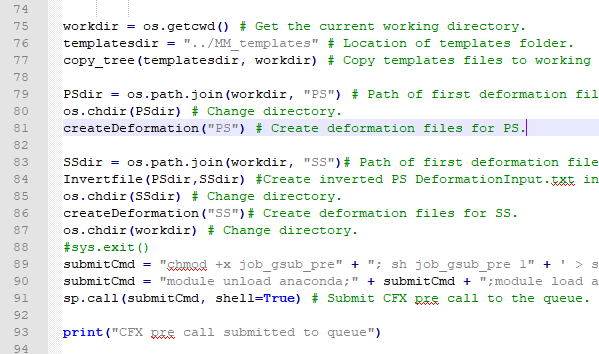 74
75 workdir = os.getcwd() # Get the current working directory.
76 templatesdir = "../MM_templates" # Location of templates folder.
77 copy_tree(templatesdir, workdir) # Copy templates files to working
78
79 PSdir = os.path.join(workdir, "PS") # Path of first deformation fil
80 os.chdir(PSdir) # Change directory.
81 createDeformation("PS") # Create deformation files for PS.
82
83 SSdir = os.path.join(workdir, "SS")# Path of first deformation file
84 Invertfile(PSdir,SSdir) #Create inverted PS DeformationInput.txt in
85 os.chdir(SSdir) # Change directory.
86 createDeformation("SS")# Create deformation files for SS.
87 os.chdir(workdir) # Change directory.
88 #sys.exit()
89 submitCmd = "chmod +x job_gsub_pre" + "; sh job_gsub_pre 1" + ' > s
90 submitCmd = "module unload anaconda;" + submitCmd + ";module load a
91 sp.call(submitCmd, shell=True) # Submit CFX pre call to the queue.
92
93 print("CFX pre call submitted to queue")